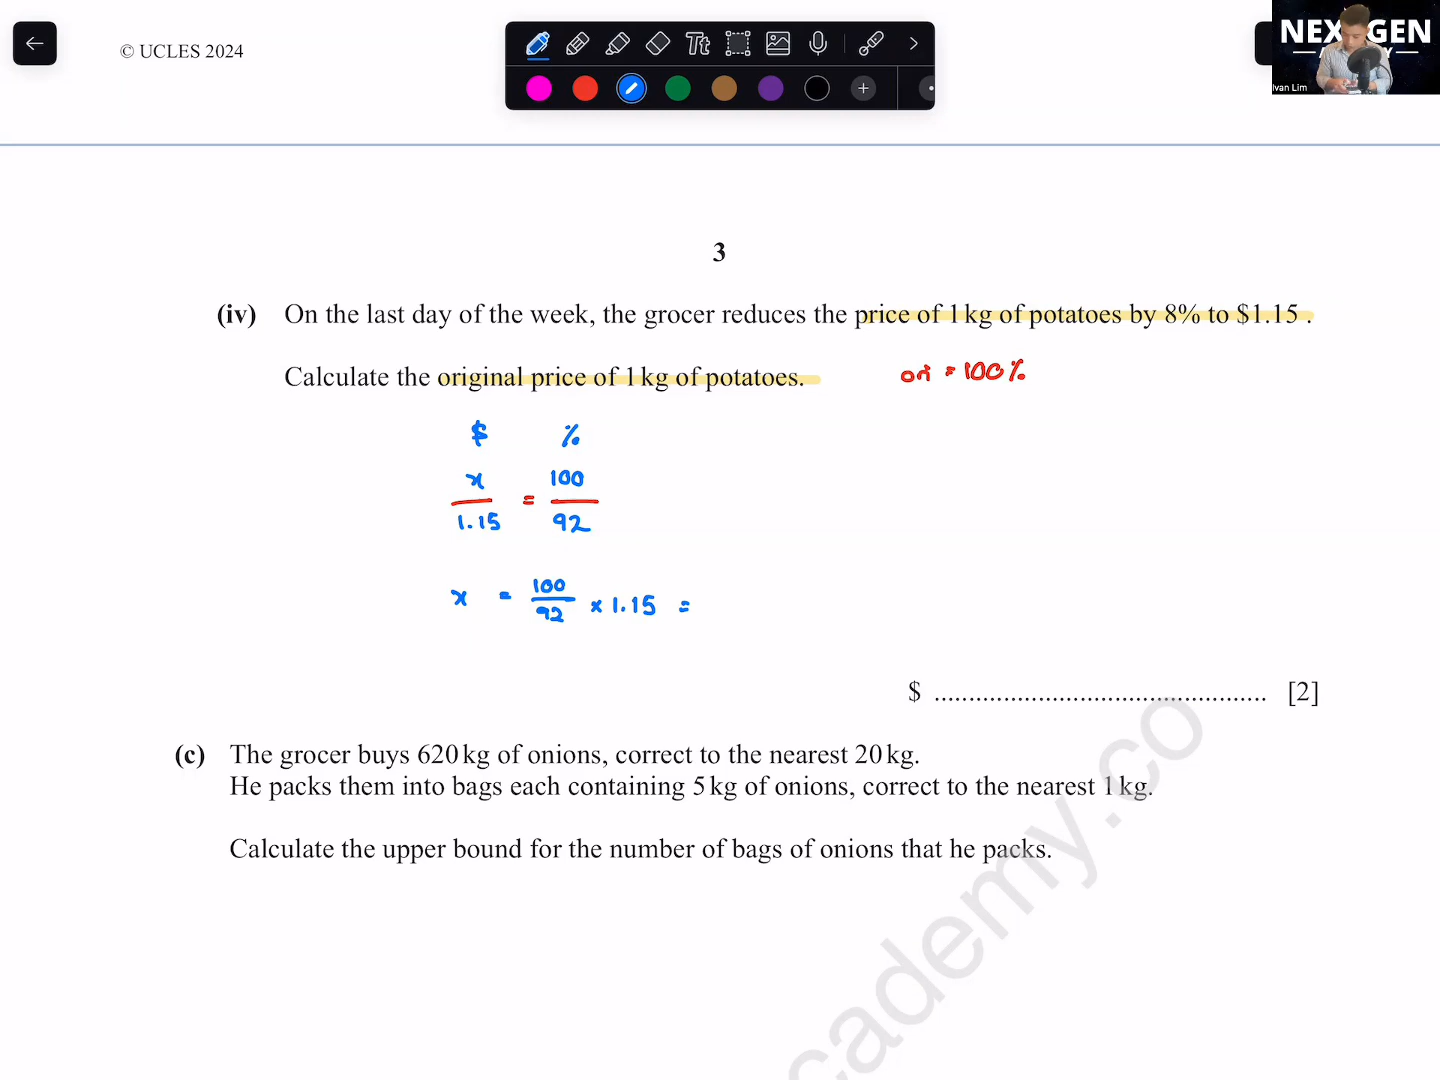 © UCLES 2024
Tt
NEXTGEN
Ivan Lim
3
(iv) On the last day of the week, the grocer reduces the price of 1 kg of potatoes by 8% to $1.15 .
Calculate the original price of 1 kg of potatoes.
ori = 100%
$ %
x/1.15 = 100/92
x = 100/92 × 1.15 =
$ ................................................ [2]
(c) The grocer buys 620 kg of onions, correct to the nearest 20 kg.
He packs them into bags each containing 5 kg of onions, correct to the nearest 1 kg.
Calculate the upper bound for the number of bags of onions that he packs.
cademy.co